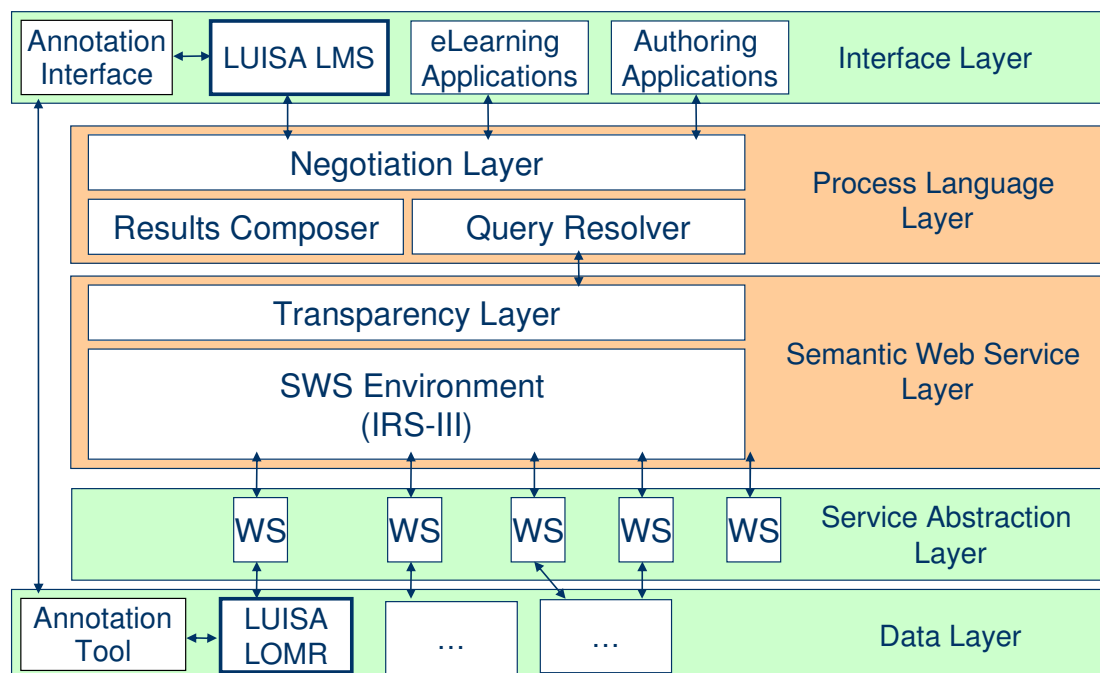 Annotation
Interface
LUISA LMS
eLearning
Applications
Authoring
Applications
Interface Layer
Negotiation Layer
Results Composer
Query Resolver
Process Language
Layer
Transparency Layer
SWS Environment
(IRS-III)
Semantic Web Service
Layer
WS
WS
WS
WS
WS
Service Abstraction
Layer
Annotation
Tool
LUISA
LOMR
...
...
Data Layer